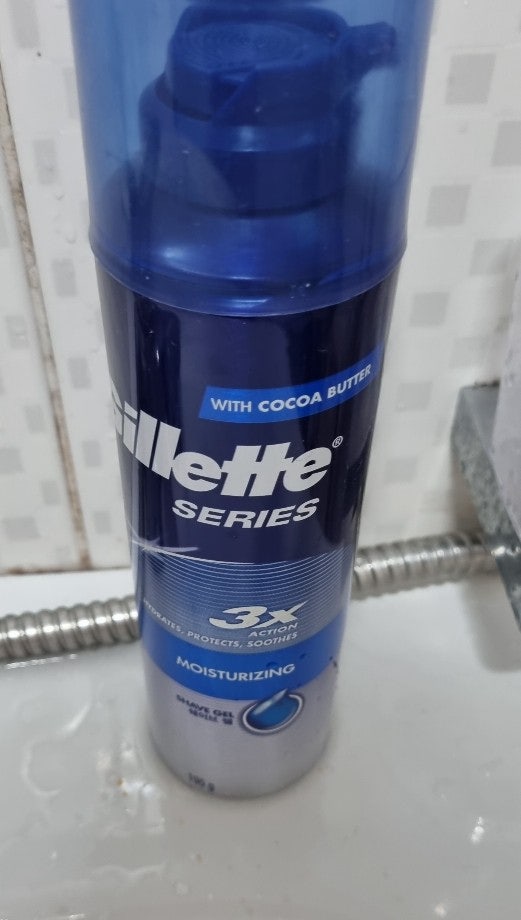 WITH COCOA BUTTER
Gillette®
SERIES
3x
ACTION
HYDRATES, PROTECTS, SOOTHES
MOISTURIZING
SHAVE GEL